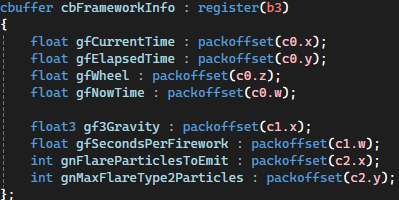 cbuffer cbFrameworkInfo : register(b3)
{
float gfCurrentTime : packoffset(c0.x);
float gfElapsedTime : packoffset(c0.y);
float gfWheel : packoffset(c0.z);
float gfNowTime : packoffset(c0.w);
float3 gf3Gravity : packoffset(c1.x);
float gfSecondsPerFirework : packoffset(c1.w);
int gnFlareParticlesToEmit : packoffset(c2.x);
int gnMaxFlareType2Particles : packoffset(c2.y);
};